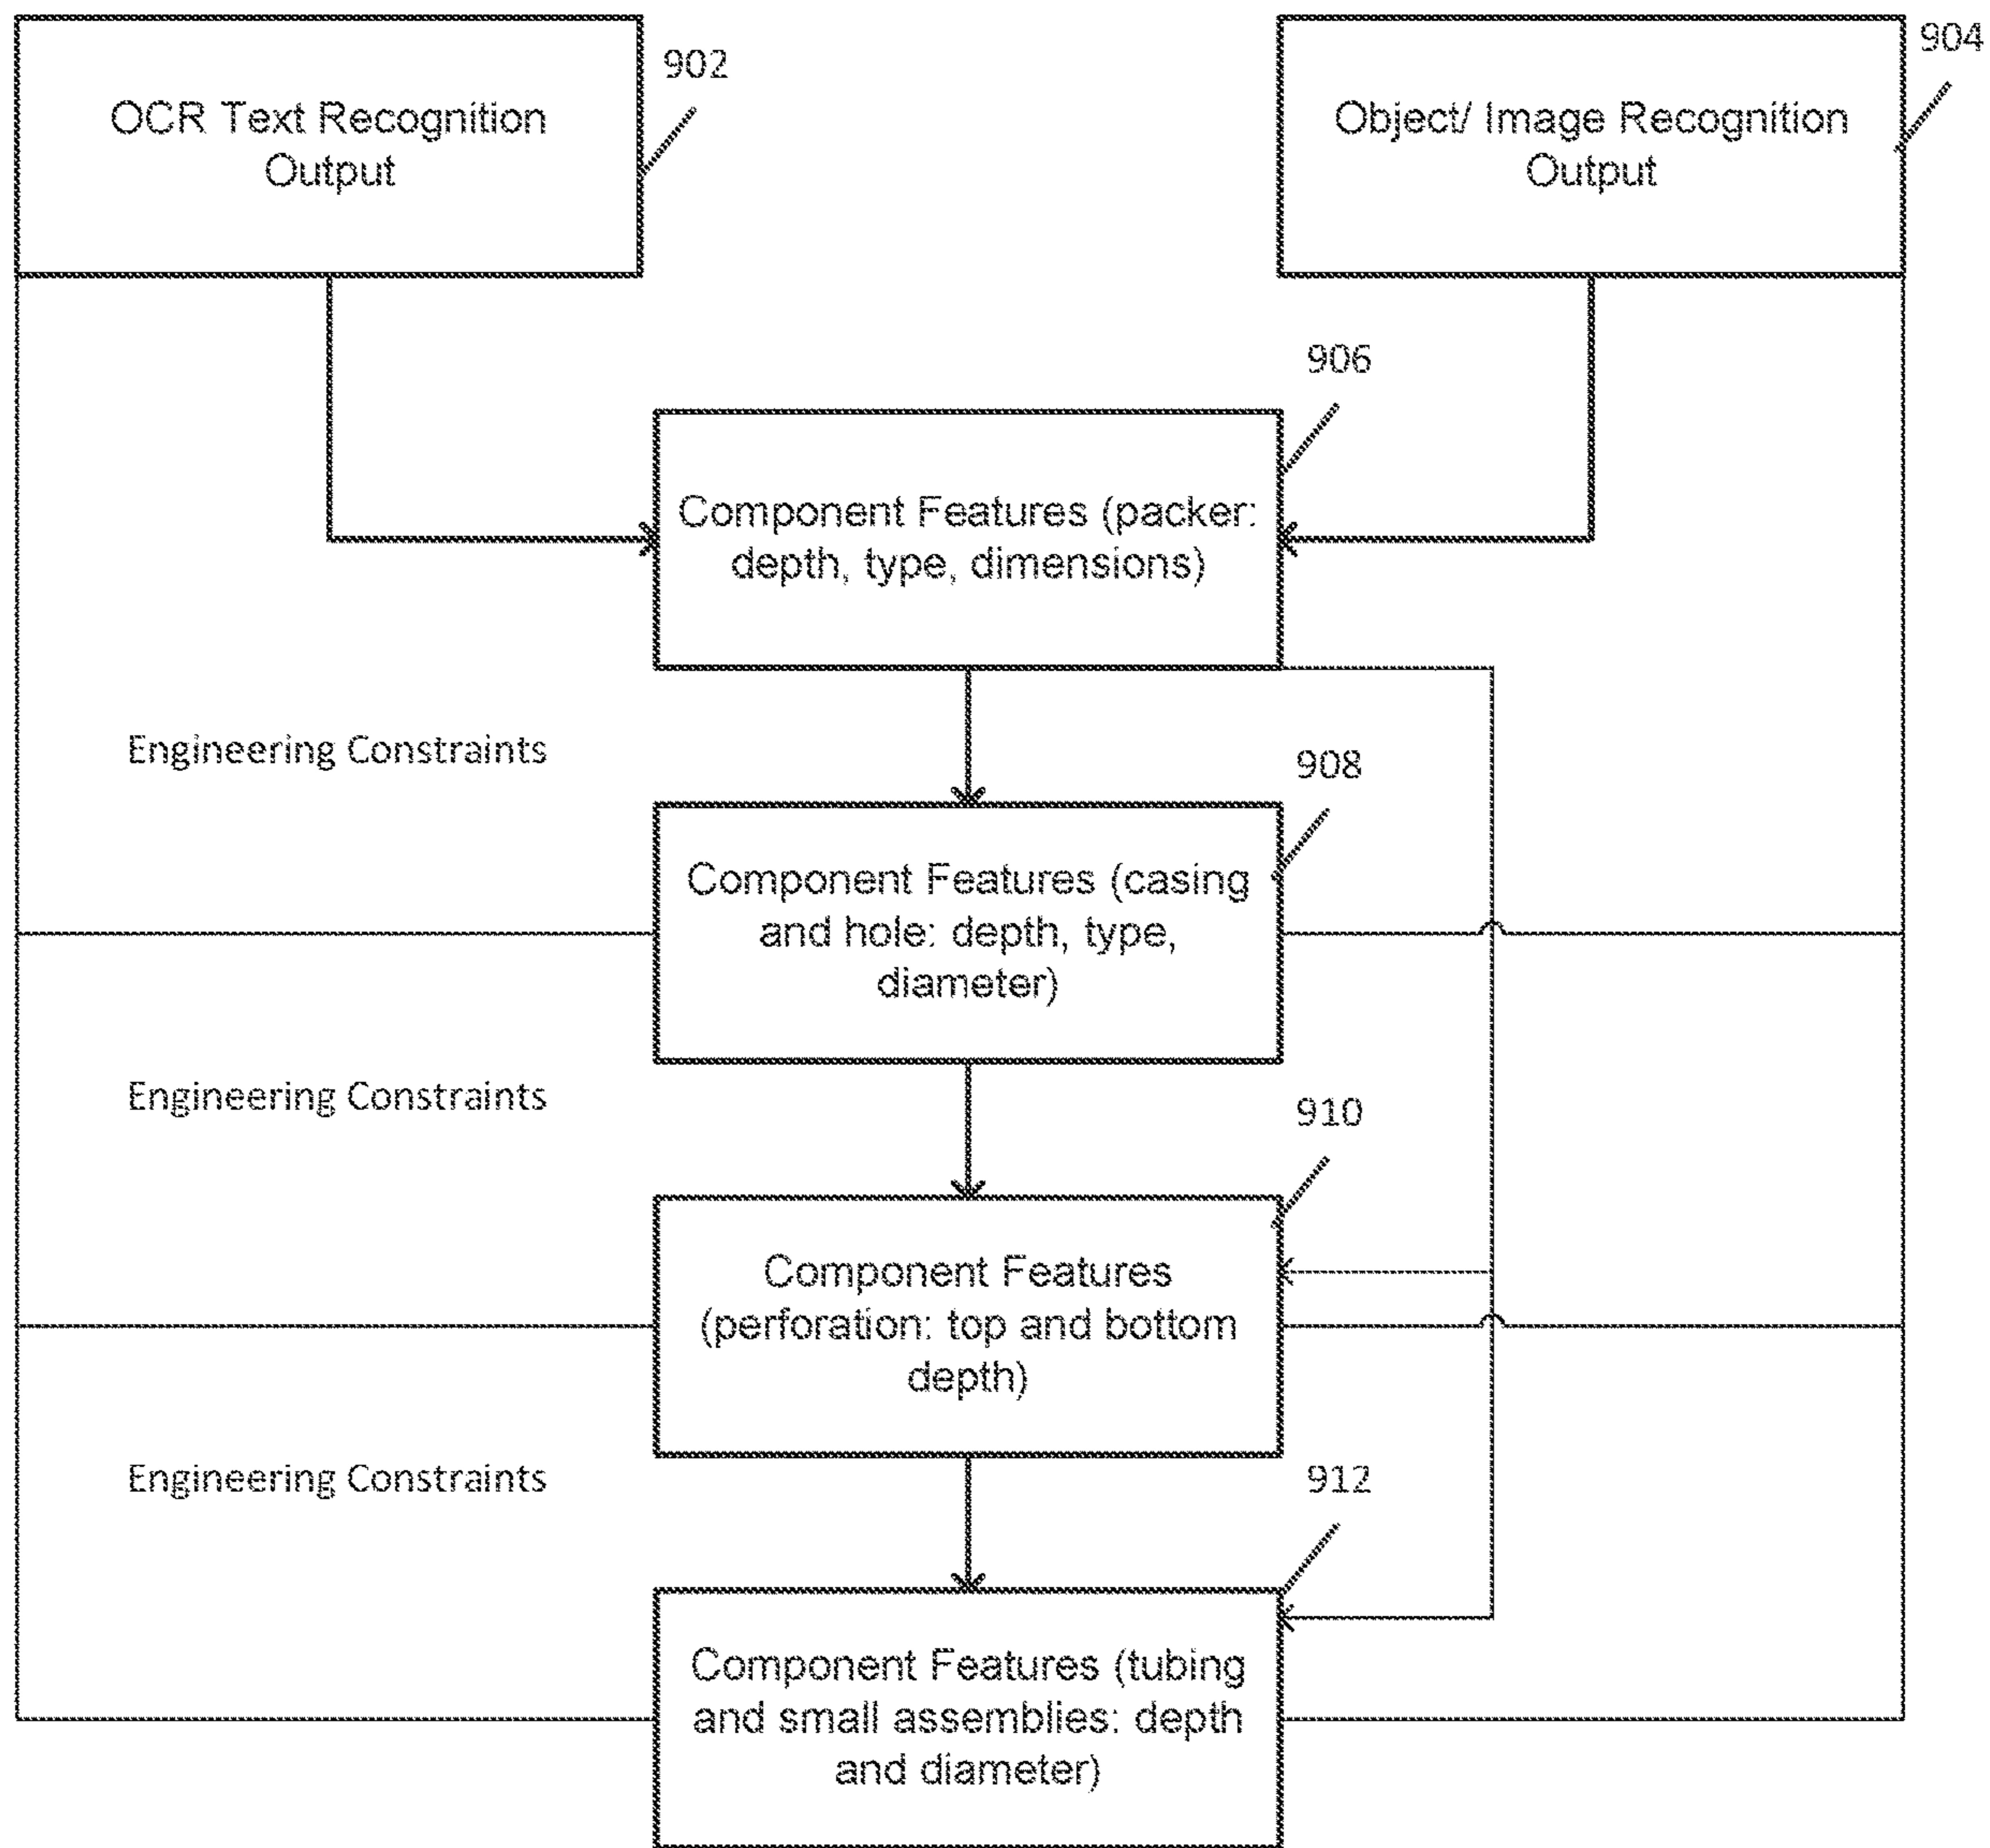 902
904
OCR Text Recognition
Output
Object/ Image Recognition
Output
906
Component Features (packer:
depth, type, dimensions)
Engineering Constraints
908
Component Features (casing
and hole: depth, type,
diameter)
Engineering Constraints
910
Component Features
(perforation: top and bottom
depth)
Engineering Constraints
912
Component Features (tubing
and small assemblies: depth
and diameter)